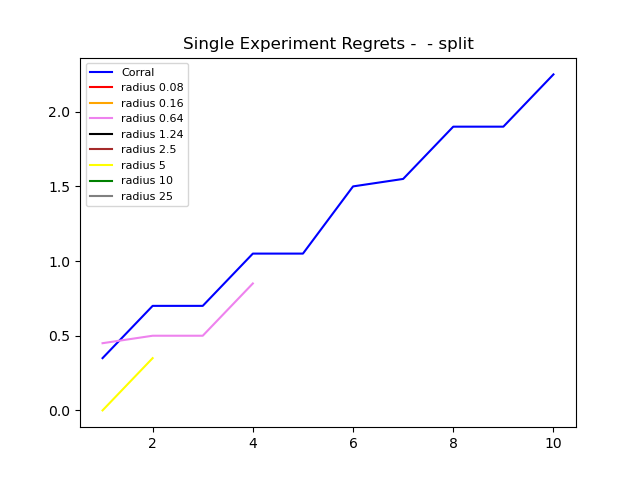 Single Experiment Regrets -  - split
Corral
radius 0.08
radius 0.16
radius 0.64
radius 1.24
radius 2.5
radius 5
radius 10
radius 25
2.0
1.5
1.0
0.5
0.0
2 4 6 8 10